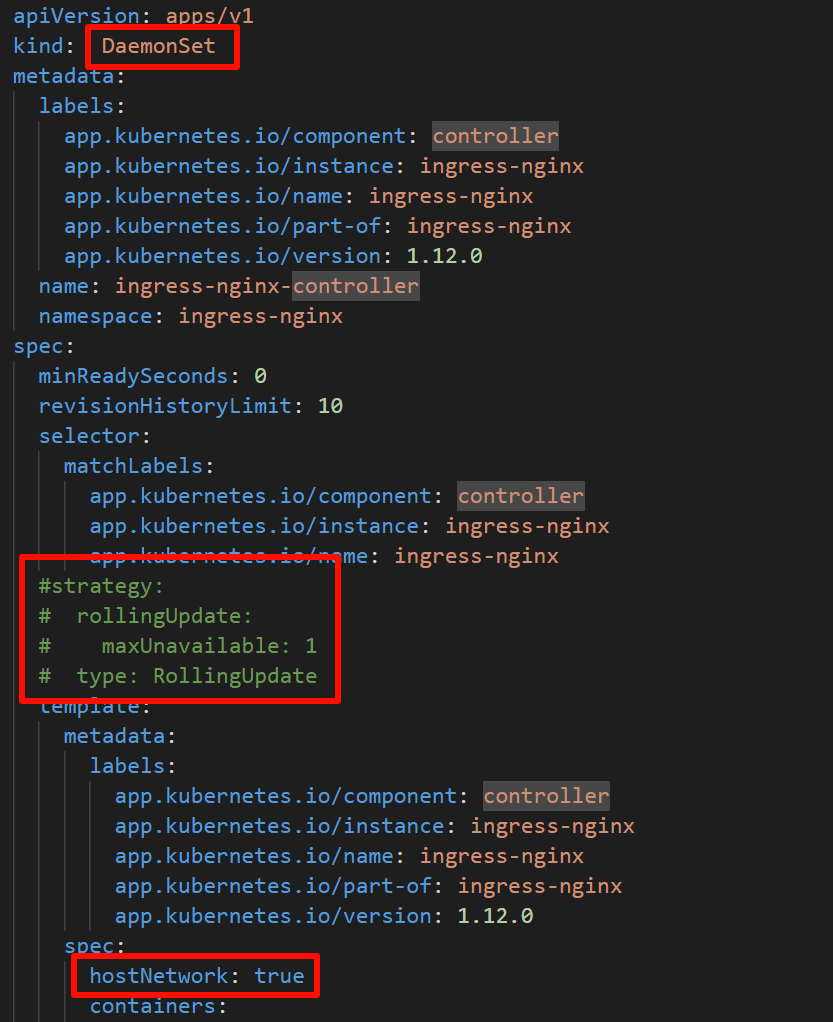 apiVersion: apps/v1
kind: DaemonSet
metadata:
  labels:
    app.kubernetes.io/component: controller
    app.kubernetes.io/instance: ingress-nginx
    app.kubernetes.io/name: ingress-nginx
    app.kubernetes.io/part-of: ingress-nginx
    app.kubernetes.io/version: 1.12.0
  name: ingress-nginx-controller
  namespace: ingress-nginx
spec:
  minReadySeconds: 0
  revisionHistoryLimit: 10
  selector:
    matchLabels:
      app.kubernetes.io/component: controller
      app.kubernetes.io/instance: ingress-nginx
      app.kubernetes.io/name: ingress-nginx
  #strategy:
  #  rollingUpdate:
  #    maxUnavailable: 1
  #  type: RollingUpdate
  template:
    metadata:
      labels:
        app.kubernetes.io/component: controller
        app.kubernetes.io/instance: ingress-nginx
        app.kubernetes.io/name: ingress-nginx
        app.kubernetes.io/part-of: ingress-nginx
        app.kubernetes.io/version: 1.12.0
    spec:
      hostNetwork: true
      containers: